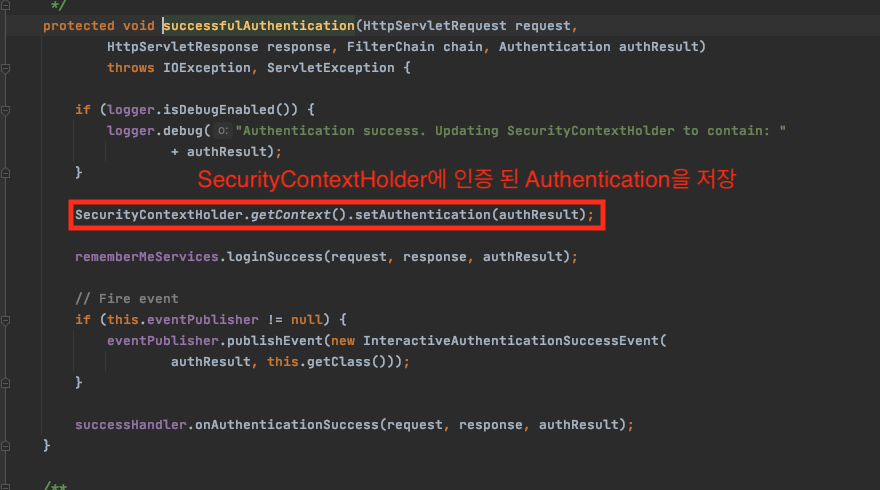 */
protected void successfulAuthentication(HttpServletRequest request,
HttpServletResponse response, FilterChain chain, Authentication authResult)
throws IOException, ServletException {
if (logger.isDebugEnabled()) {
logger.debug( o: "Authentication success. Updating SecurityContextHolder to contain: "
+ authResult);
}
SecurityContextHolder에 인증 된 Authentication을 저장
SecurityContextHolder.getContext().setAuthentication(authResult);
rememberMeServices.loginSuccess(request, response, authResult);
// Fire event
if (this.eventPublisher != null) {
eventPublisher.publishEvent(new InteractiveAuthenticationSuccessEvent(
authResult, this.getClass()));
}
successHandler.onAuthenticationSuccess(request, response, authResult);
}
/**